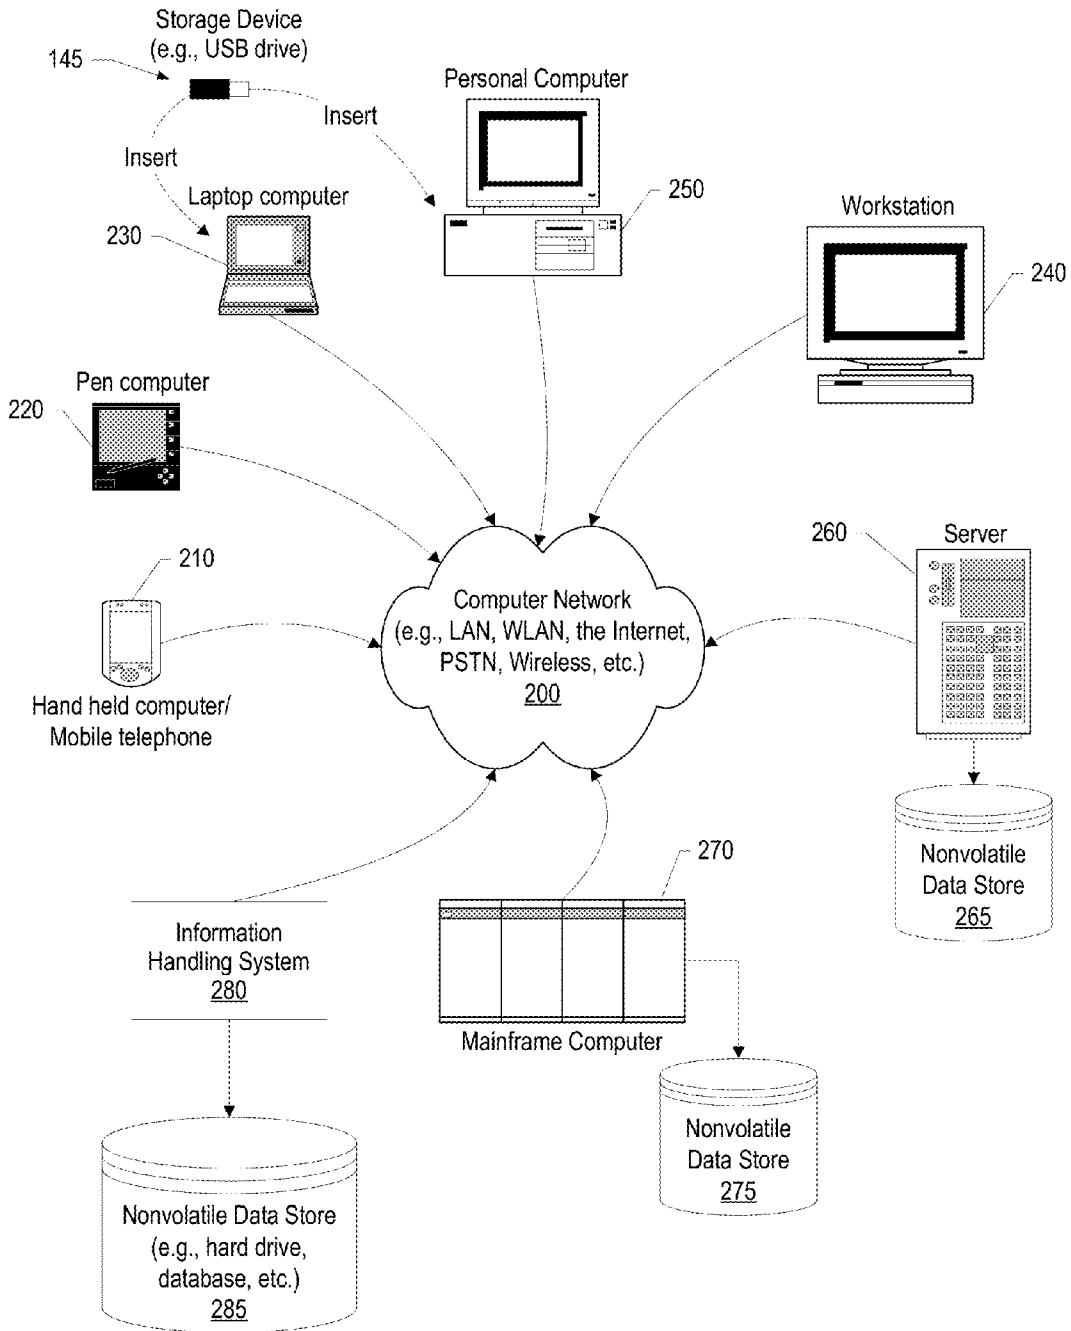 Storage Device
(e.g., USB drive)
145
Insert
Insert
Personal Computer
250
Laptop computer
230
Workstation
240
Pen computer
220
260
Server
210
Hand held computer/
Mobile telephone
Computer Network
(e.g., LAN, WLAN, the Internet,
PSTN, Wireless, etc.)
200
Nonvolatile
Data Store
265
270
Mainframe Computer
Information
Handling System
280
Nonvolatile
Data Store
275
Nonvolatile Data Store
(e.g., hard drive,
database, etc.)
285